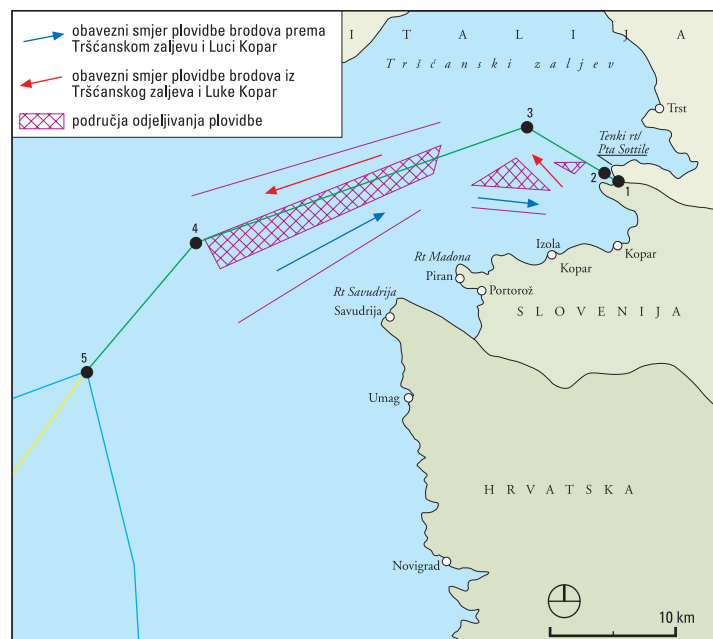 obavezni smjer plovidbe brodova prema
Tršćanskom zaljevu i Luci Kopar
obavezni smjer plovidbe brodova iz
Tršćanskog zaljeva i Luke Kopar
područja odjeljivanja plovidbe
I T A L I J A
Tršćanski zaljev
Trst
3
Tenki rt/
Pta Sottile
2
1
4
Izola
Kopar
Kopar
Rt Madona
Piran
Portorož
Rt Savudrija
Savudrija
SLOVENIJA
5
Umag
HRVATSKA
Novigrad
10 km